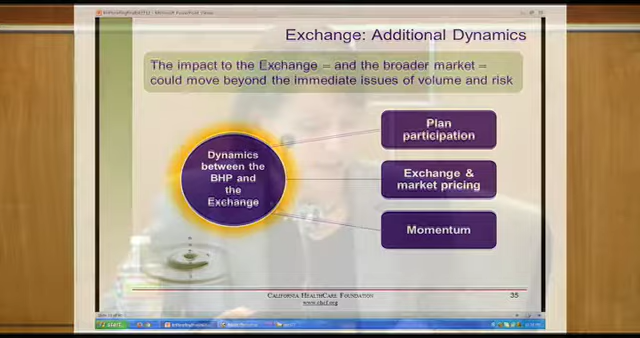 Exchange: Additional Dynamics
The impact to the Exchange – and the broader market –
could move beyond the immediate issues of volume and risk
Dynamics
between the
BHP and
the
Exchange
Plan
participation
Exchange &
market pricing
Momentum
California HealthCare Foundation
www.chcf.org
35
start